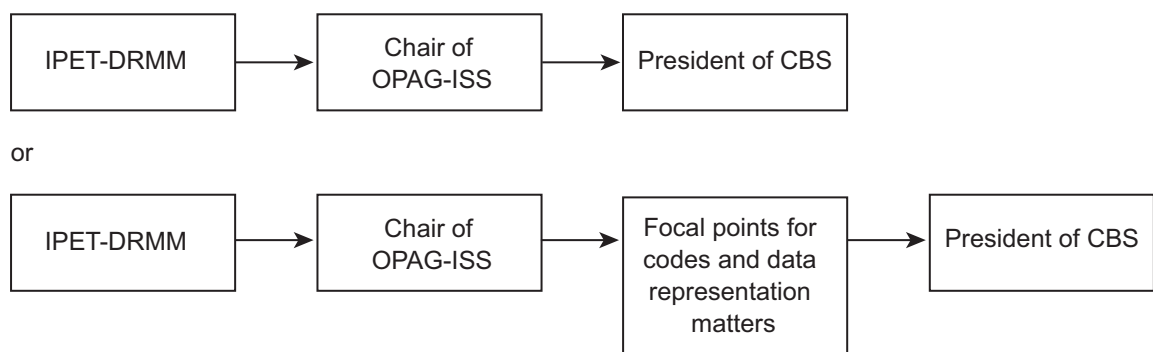 IPET-DRMM
Chair of
OPAG-ISS
President of CBS
or
IPET-DRMM
Chair of
OPAG-ISS
Focal points for
codes and data
representation
matters
President of CBS